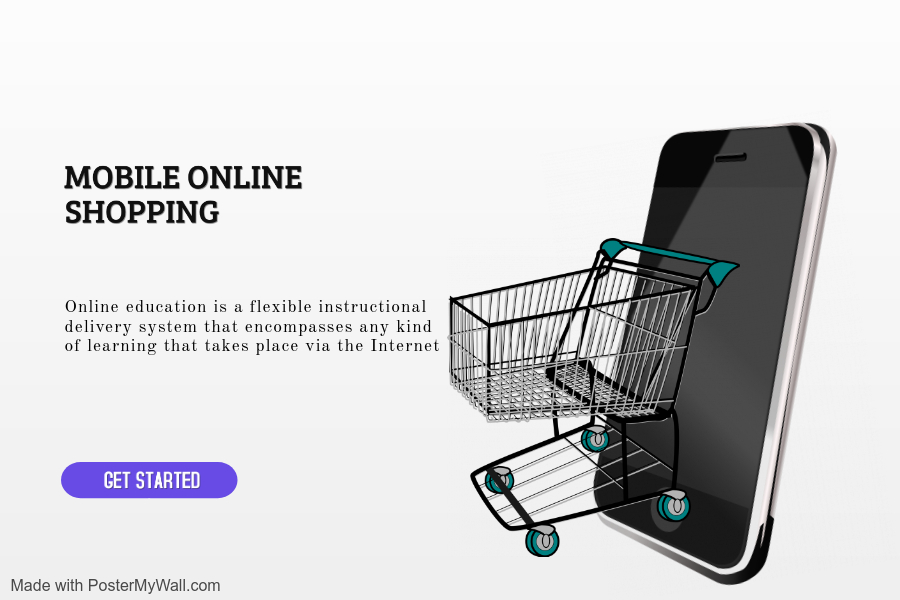 MOBILE ONLINE
SHOPPING
Online education is a flexible instructional
delivery system that encompasses any kind
of learning that takes place via the Internet
GET STARTED
Made with PosterMyWall.com